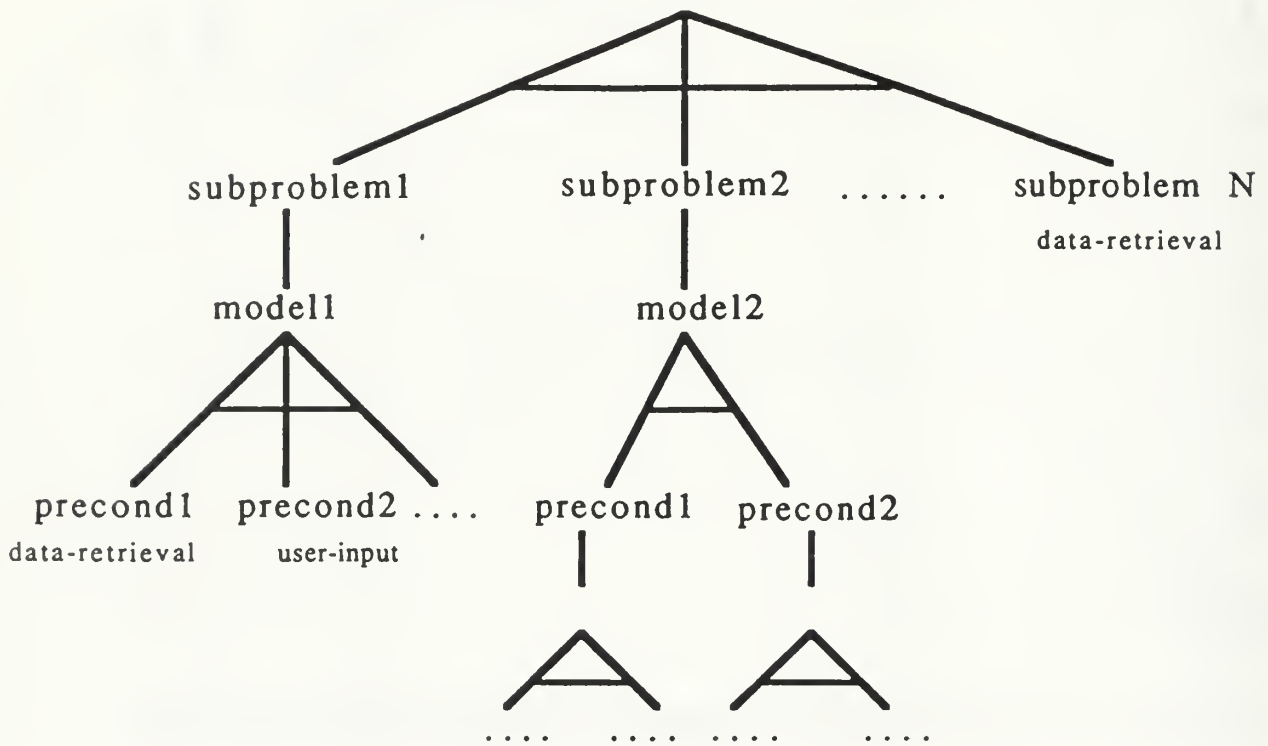 subproblem1 subproblem2 ...... subproblem N
data-retrieval
model1 model2
precond1 precond2 .... precond1 precond2
data-retrieval user-input
.... .... .... ....